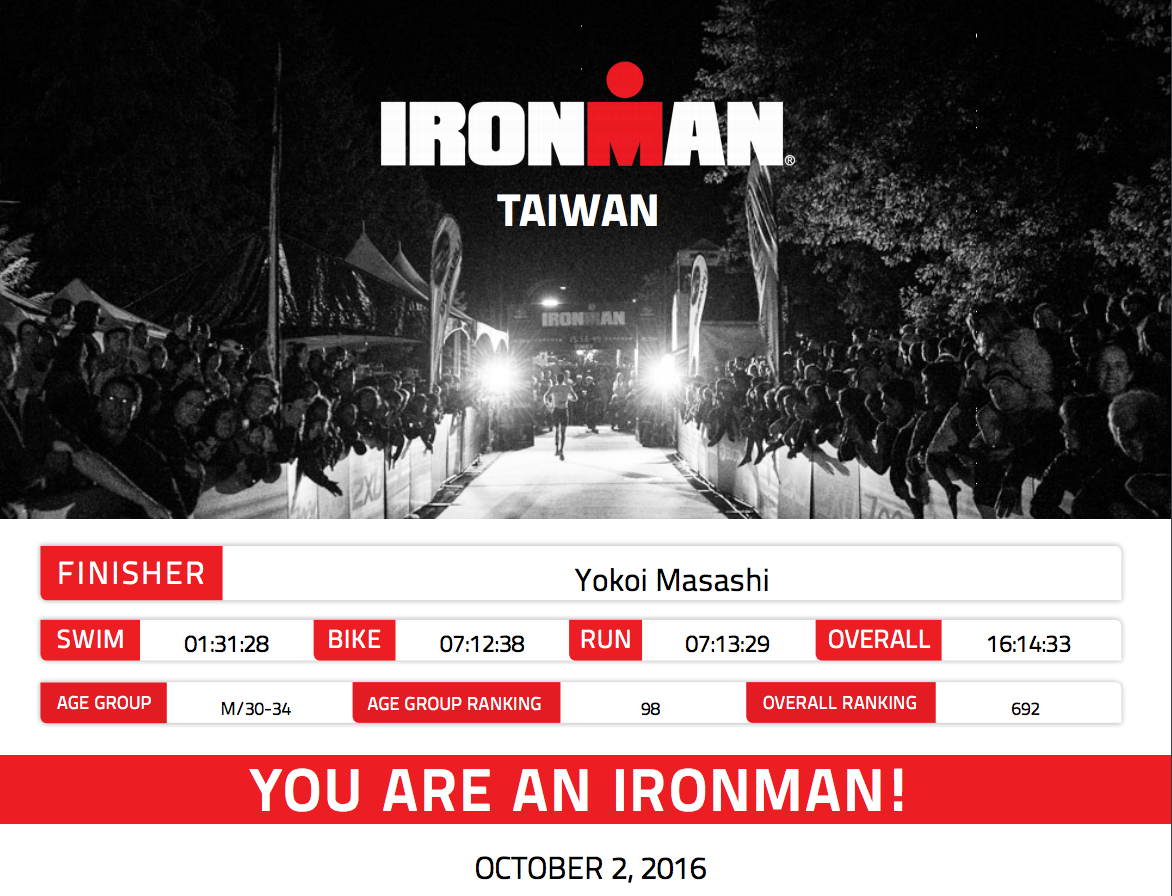 IRONMAN®
TAIWAN
IRONMAN
2XU
FINISHER Yokoi Masashi
SWIM 01:31:28 BIKE 07:12:38 RUN 07:13:29 OVERALL 16:14:33
AGE GROUP M/30-34 AGE GROUP RANKING 98 OVERALL RANKING 692
YOU ARE AN IRONMAN!
OCTOBER 2, 2016